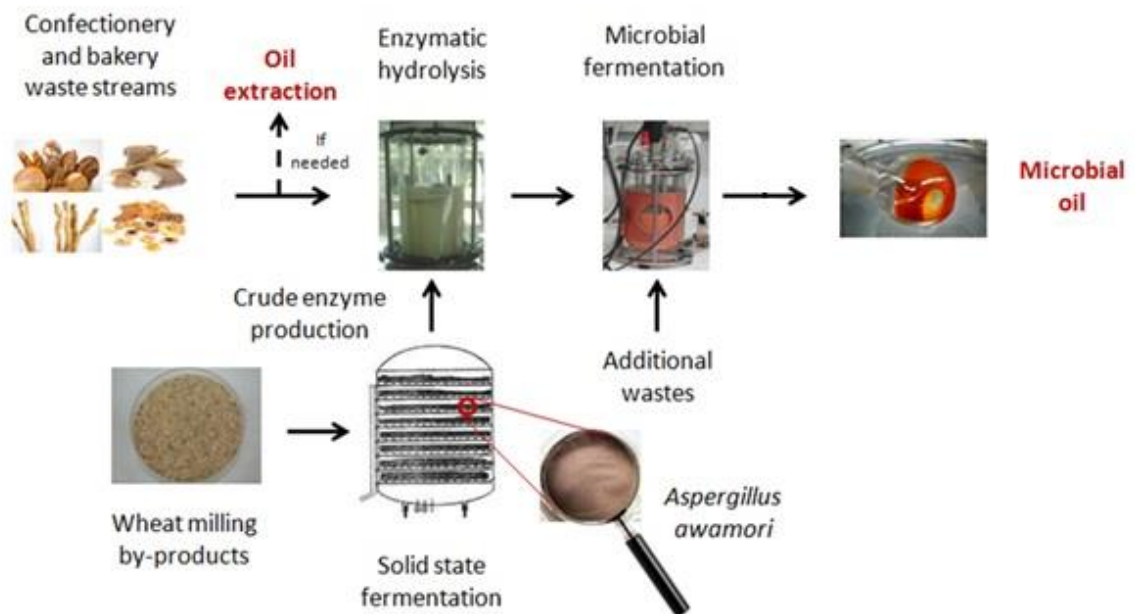 Confectionery
and bakery
waste streams
Oil
extraction
If
needed
Enzymatic
hydrolysis
Microbial
fermentation
Microbial
oil
Crude enzyme
production
Additional
wastes
Wheat milling
by-products
Solid state
fermentation
Aspergillus
awamori